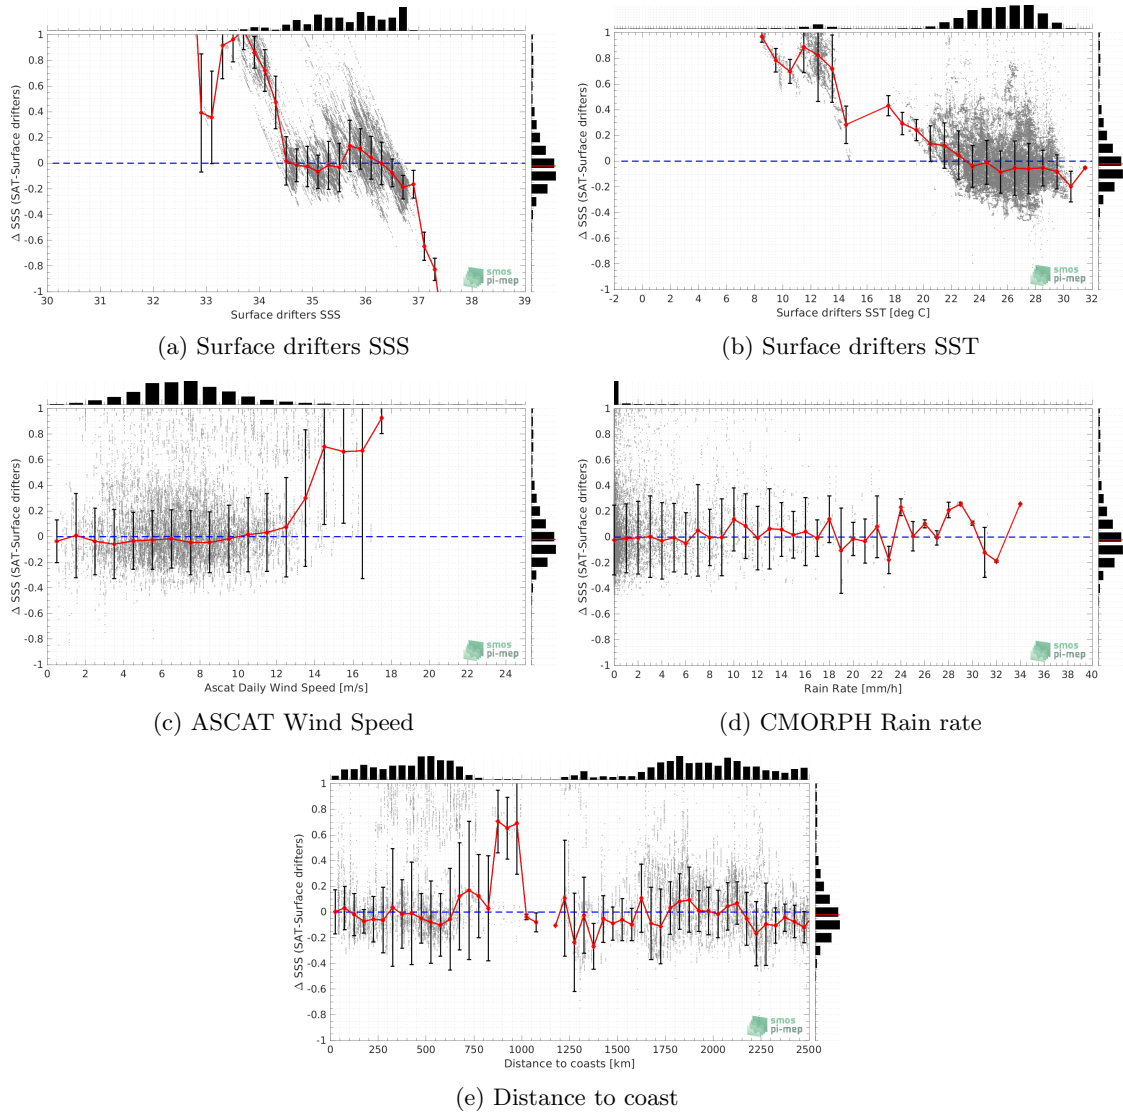 1
0.8
0.6
0.4
0.2
0
-0.2
-0.4
-0.6
-0.8
-1
Δ SSS (SAT-Surface drifters)
30 31 32 33 34 35 36 37 38 39
Surface drifters SSS
smos
pi-mep
(a) Surface drifters SSS
1
0.8
0.6
0.4
0.2
0
-0.2
-0.4
-0.6
-0.8
-1
Δ SSS (SAT-Surface drifters)
-2 0 2 4 6 8 10 12 14 16 18 20 22 24 26 28 30 32
Surface drifters SST [deg C]
smos
pi-mep
(b) Surface drifters SST
1
0.8
0.6
0.4
0.2
0
-0.2
-0.4
-0.6
-0.8
-1
Δ SSS (SAT-Surface drifters)
0 2 4 6 8 10 12 14 16 18 20 22 24
Ascat Daily Wind Speed [m/s]
smos
pi-mep
(c) ASCAT Wind Speed
1
0.8
0.6
0.4
0.2
0
-0.2
-0.4
-0.6
-0.8
-1
Δ SSS (SAT-Surface drifters)
0 2 4 6 8 10 12 14 16 18 20 22 24 26 28 30 32 34 36 38 40
Rain Rate [mm/h]
smos
pi-mep
(d) CMORPH Rain rate
1
0.8
0.6
0.4
0.2
0
-0.2
-0.4
-0.6
-0.8
-1
Δ SSS (SAT-Surface drifters)
0 250 500 750 1000 1250 1500 1750 2000 2250 2500
Distance to coasts [km]
smos
pi-mep
(e) Distance to coast